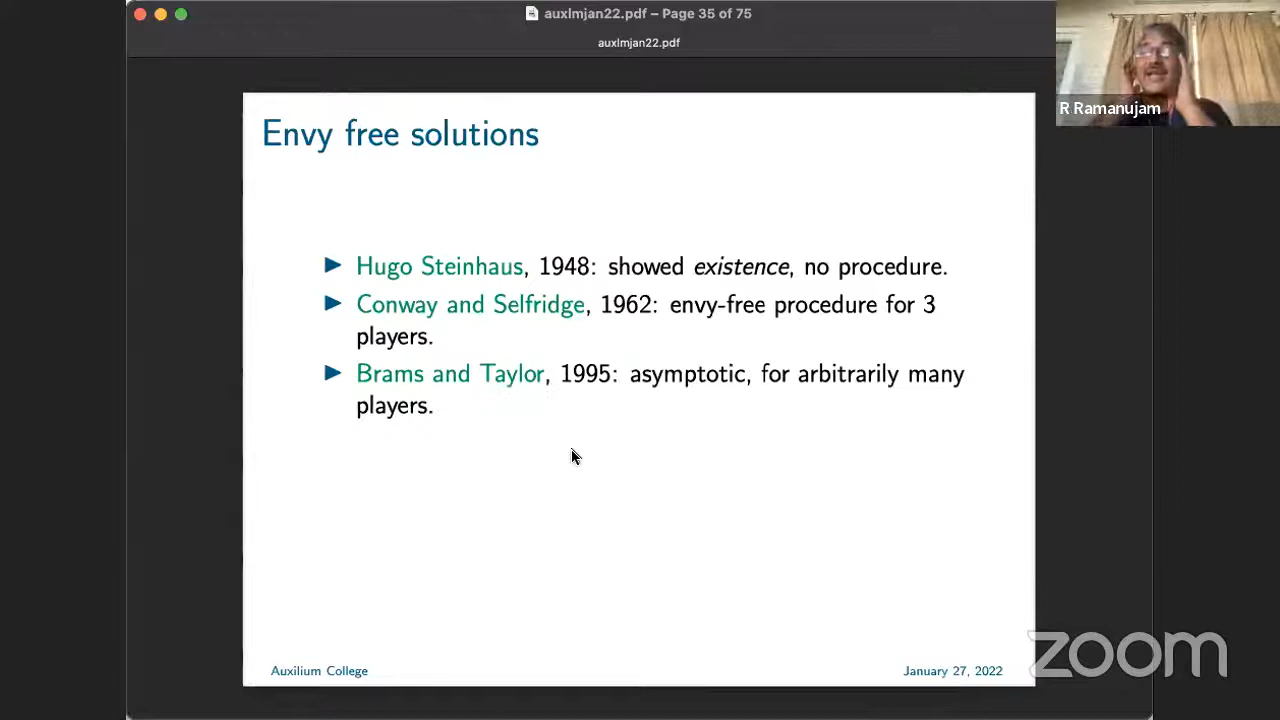 auxlmjan22.pdf – Page 35 of 75
auxlmjan22.pdf
R Ramanujam
Envy free solutions
Hugo Steinhaus, 1948: showed existence, no procedure.
Conway and Selfridge, 1962: envy-free procedure for 3
players.
Brams and Taylor, 1995: asymptotic, for arbitrarily many
players.
Auxilium College
January 27, 2022
zoom